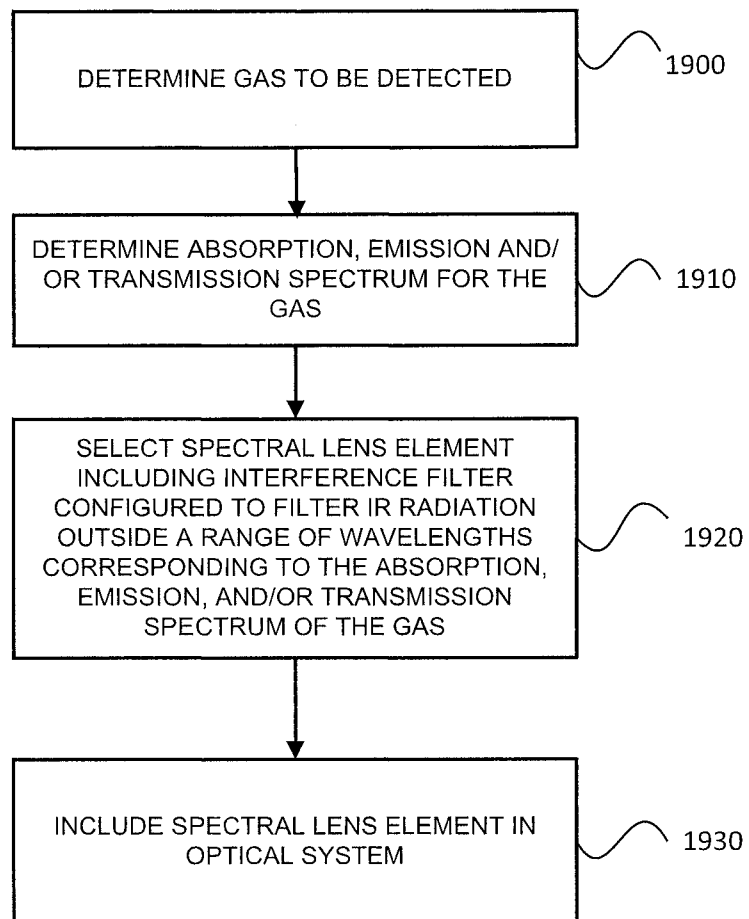 DETERMINE GAS TO BE DETECTED
1900
DETERMINE ABSORPTION, EMISSION AND/
OR TRANSMISSION SPECTRUM FOR THE
GAS
1910
SELECT SPECTRAL LENS ELEMENT
INCLUDING INTERFERENCE FILTER
CONFIGURED TO FILTER IR RADIATION
OUTSIDE A RANGE OF WAVELENGTHS
CORRESPONDING TO THE ABSORPTION,
EMISSION, AND/OR TRANSMISSION
SPECTRUM OF THE GAS
1920
INCLUDE SPECTRAL LENS ELEMENT IN
OPTICAL SYSTEM
1930